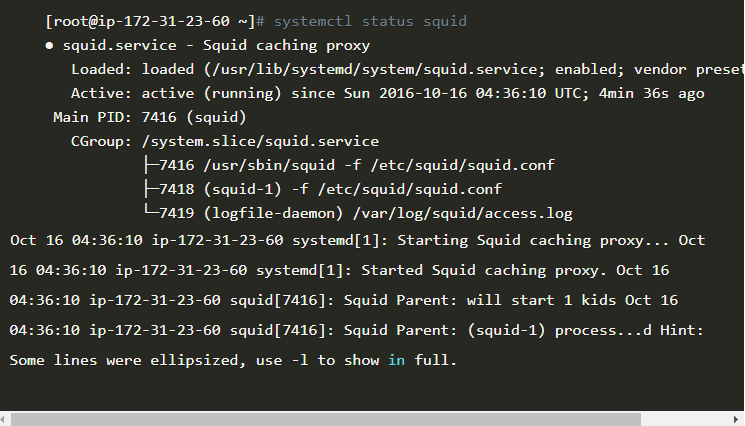 [root@ip-172-31-23-60 ~]# systemctl status squid
● squid.service - Squid caching proxy
Loaded: loaded (/usr/lib/systemd/system/squid.service; enabled; vendor preset
Active: active (running) since Sun 2016-10-16 04:36:10 UTC; 4min 36s ago
Main PID: 7416 (squid)
CGroup: /system.slice/squid.service
├─7416 /usr/sbin/squid -f /etc/squid/squid.conf
├─7418 (squid-1) -f /etc/squid/squid.conf
└─7419 (logfile-daemon) /var/log/squid/access.log
Oct 16 04:36:10 ip-172-31-23-60 systemd[1]: Starting Squid caching proxy... Oct
16 04:36:10 ip-172-31-23-60 systemd[1]: Started Squid caching proxy. Oct 16
04:36:10 ip-172-31-23-60 squid[7416]: Squid Parent: will start 1 kids Oct 16
04:36:10 ip-172-31-23-60 squid[7416]: Squid Parent: (squid-1) process...d Hint:
Some lines were ellipsized, use -l to show in full.